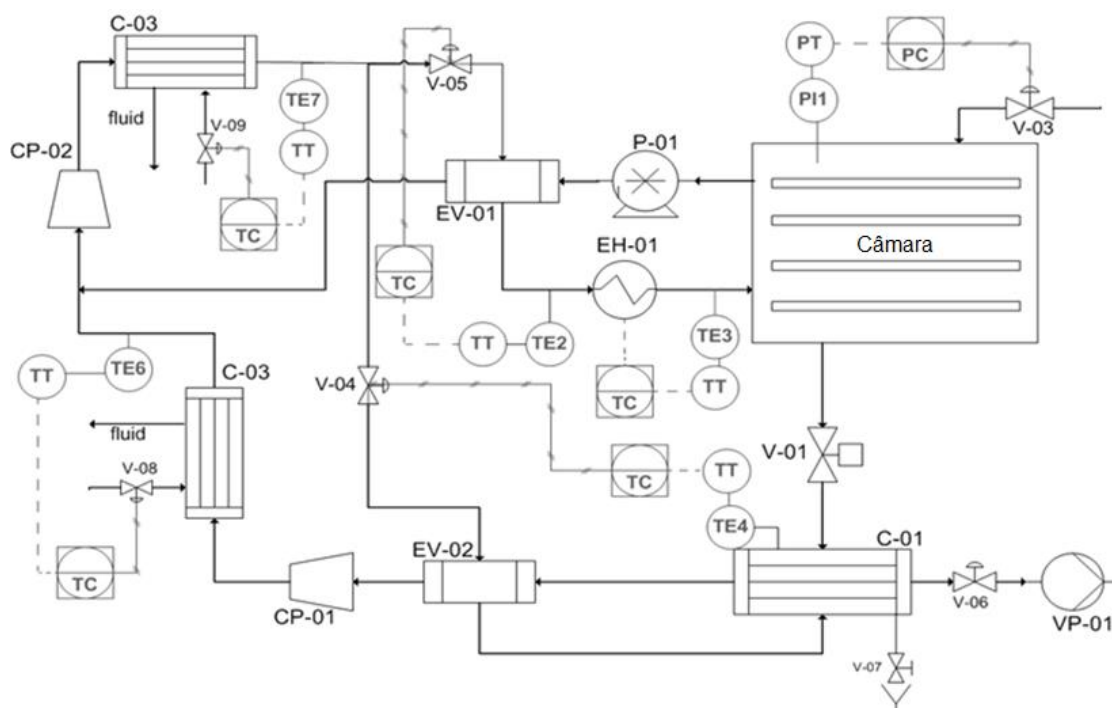 C-03
PT
PC
V-05
TE7
PI1
fluid
V-09
V-03
CP-02
TT
P-01
TC
EV-01
Câmara
EH-01
TC
TE3
TT
TE2
TE6
TT
C-03
V-04
TC
TT
fluid
V-01
TC
TT
V-08
TE4
C-01
EV-02
TC
CP-01
V-06
VP-01
V-07